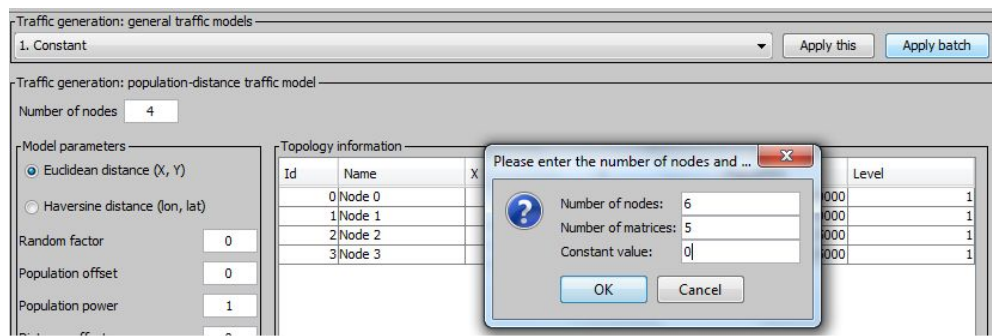 Traffic generation: general traffic models
1. Constant
Apply this
Apply batch
Traffic generation: population-distance traffic model
Number of nodes 4
Model parameters
Euclidean distance (X, Y)
Haversine distance (lon, lat)
Random factor 0
Population offset 0
Population power 1
Topology information
Id Name X Level
0 Node 0 000 1
1 Node 1 000 1
2 Node 2 000 1
3 Node 3 000 1
Please enter the number of nodes and ...
Number of nodes: 6
Number of matrices: 5
Constant value: 0
OK Cancel